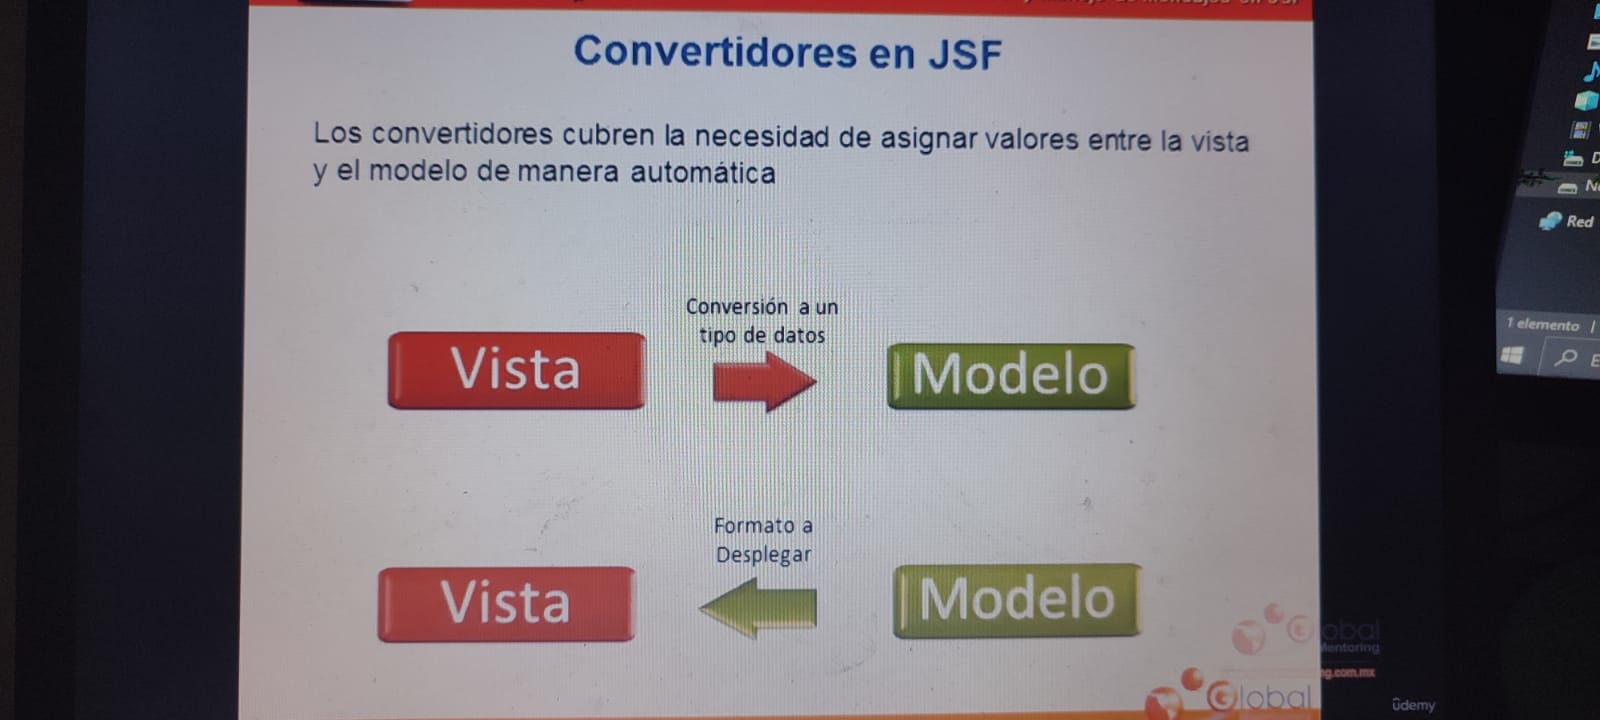 Convertidores en JSF
Los convertidores cubren la necesidad de asignar valores entre la vista
y el modelo de manera automática
Conversión a un
tipo de datos
Vista
Modelo
Formato a
Desplegar
Vista
Modelo
Global
Mentoring
ng.com.mx
Global
ûdemy
Red
1 elemento